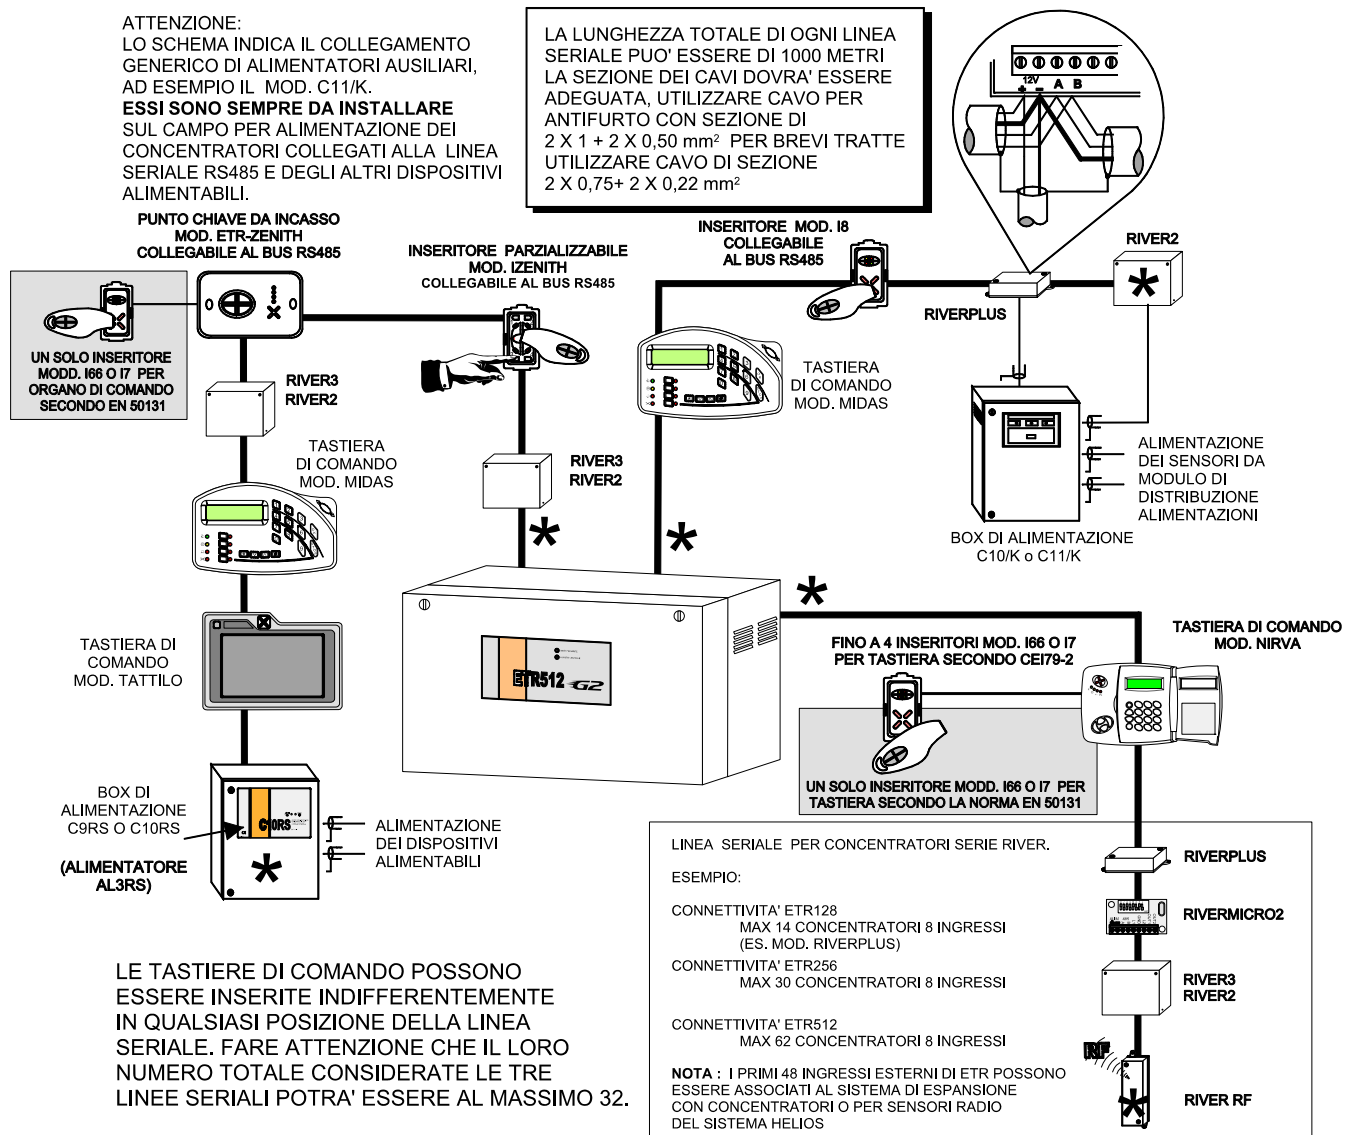 ATTENZIONE:
LO SCHEMA INDICA IL COLLEGAMENTO
GENERICO DI ALIMENTATORI AUSILIARI,
AD ESEMPIO IL  MOD. C11/K.
ESSI SONO SEMPRE DA INSTALLARE
SUL CAMPO PER ALIMENTAZIONE DEI
CONCENTRATORI COLLEGATI ALLA  LINEA
SERIALE RS485 E DEGLI ALTRI DISPOSITIVI
ALIMENTABILI.
LA LUNGHEZZA TOTALE DI OGNI LINEA
SERIALE PUO' ESSERE DI 1000 METRI
LA SEZIONE DEI CAVI DOVRA' ESSERE
ADEGUATA, UTILIZZARE CAVO PER
ANTIFURTO CON SEZIONE DI
2 X 1 + 2 X 0,50 mm²  PER BREVI TRATTE
UTILIZZARE CAVO DI SEZIONE
2 X 0,75+ 2 X 0,22 mm²
12V
+ − A B
PUNTO CHIAVE DA INCASSO
MOD. ETR-ZENITH
COLLEGABILE AL BUS RS485
INSERITORE  PARZIALIZZABILE
MOD. IZENITH
COLLEGABILE AL BUS RS485
INSERITORE  MOD. I8
COLLEGABILE
AL BUS RS485
RIVER2
RIVERPLUS
UN SOLO INSERITORE
MODD. I66 O I7  PER
ORGANO DI COMANDO
SECONDO EN 50131
RIVER3
RIVER2
TASTIERA
DI COMANDO
MOD. MIDAS
TASTIERA
DI COMANDO
MOD. MIDAS
RIVER3
RIVER2
ALIMENTAZIONE
DEI SENSORI DA
MODULO DI
DISTRIBUZIONE
ALIMENTAZIONI
BOX DI ALIMENTAZIONE
C10/K o C11/K
TASTIERA DI
COMANDO
MOD. TATTILO
ETR512 G2
FINO A 4 INSERITORI MOD. I66 O I7
PER TASTIERA SECONDO CEI79-2
TASTIERA DI COMANDO
MOD. NIRVA
UN SOLO INSERITORE MODD. I66 O I7  PER
TASTIERA SECONDO LA NORMA EN 50131
BOX DI
ALIMENTAZIONE
C9RS O C10RS
(ALIMENTATORE
AL3RS)
C10RS
ALIMENTAZIONE
DEI DISPOSITIVI
ALIMENTABILI
LINEA  SERIALE  PER CONCENTRATORI SERIE RIVER.
ESEMPIO:
CONNETTIVITA' ETR128
MAX 14 CONCENTRATORI 8 INGRESSI
(ES. MOD. RIVERPLUS)
CONNETTIVITA' ETR256
MAX 30 CONCENTRATORI 8 INGRESSI
CONNETTIVITA' ETR512
MAX 62 CONCENTRATORI 8 INGRESSI
NOTA :  I PRIMI 48 INGRESSI ESTERNI DI ETR POSSONO
ESSERE ASSOCIATI AL SISTEMA DI ESPANSIONE
CON CONCENTRATORI O PER SENSORI RADIO
DEL SISTEMA HELIOS
RIVERPLUS
RIVERMICRO2
RIVER3
RIVER2
RF
RIVER RF
LE TASTIERE DI COMANDO POSSONO
ESSERE INSERITE INDIFFERENTEMENTE
IN QUALSIASI POSIZIONE DELLA LINEA
SERIALE. FARE ATTENZIONE CHE IL LORO
NUMERO TOTALE CONSIDERATE LE TRE
LINEE SERIALI POTRA' ESSERE AL MASSIMO 32.